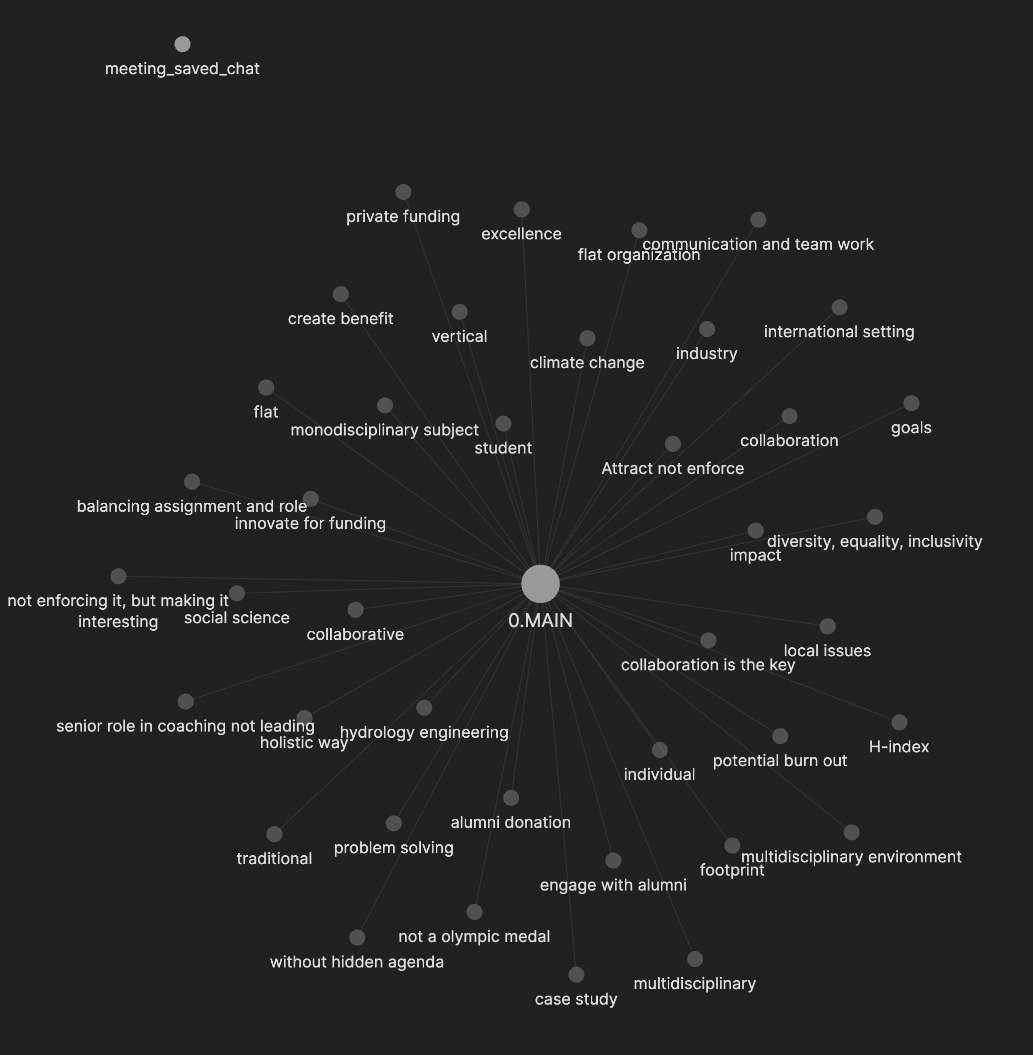 meeting_saved_chat
private funding
excellence
flat organization
communication and team work
create benefit
vertical
climate change
industry
international setting
flat
monodisciplinary subject
student
Attract not enforce
collaboration
goals
balancing assignment and role
innovate for funding
impact
diversity, equality, inclusivity
not enforcing it, but making it
interesting
social science
collaborative
0.MAIN
collaboration is the key
local issues
senior role in coaching not leading
holistic way
hydrology engineering
individual
potential burn out
H-index
traditional
problem solving
alumni donation
engage with alumni
footprint
multidisciplinary environment
without hidden agenda
not a olympic medal
case study
multidisciplinary